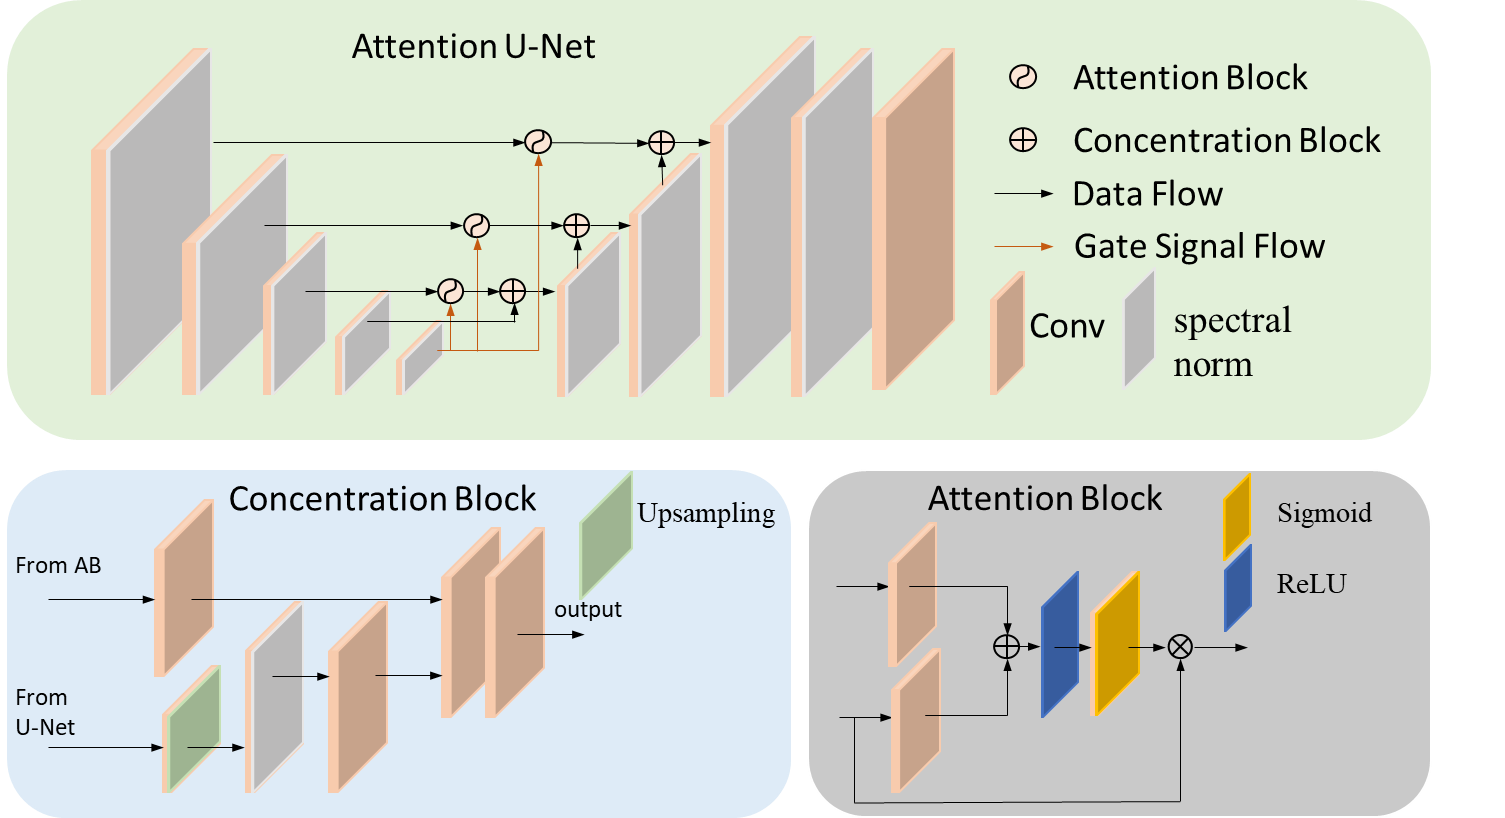 Attention U-Net
Attention Block
Concentration Block
Data Flow
Gate Signal Flow
Conv
spectral
norm
Concentration Block
Upsampling
From AB
output
From
U-Net
Attention Block
Sigmoid
ReLU